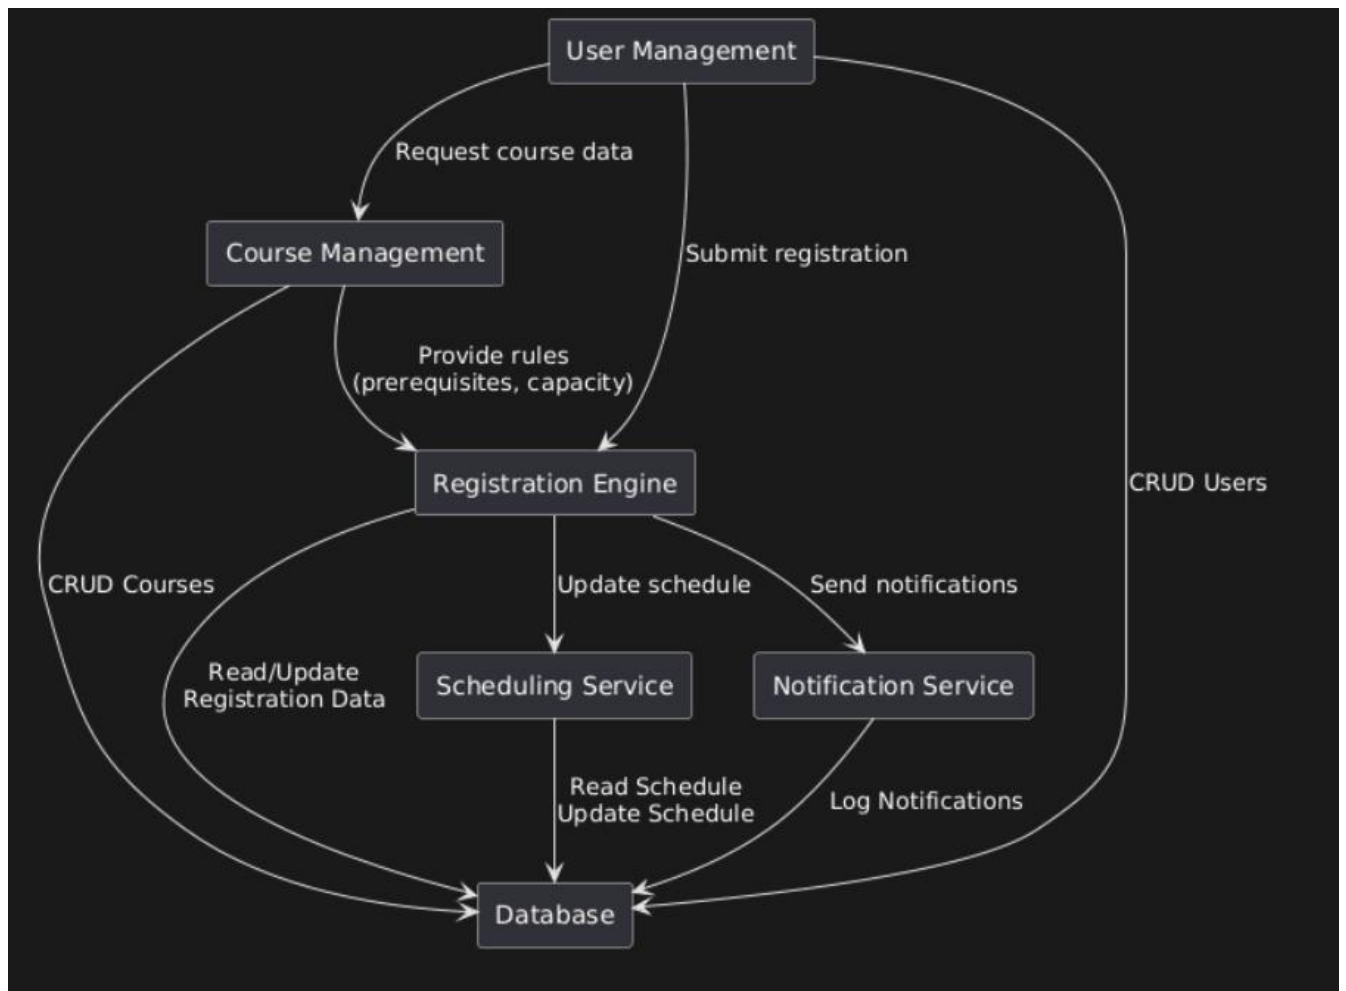 User Management
Request course data
Course Management
Submit registration
Provide rules
(prerequisites, capacity)
Registration Engine
CRUD Users
CRUD Courses
Update schedule
Send notifications
Read/Update
Registration Data
Scheduling Service
Notification Service
Read Schedule
Update Schedule
Log Notifications
Database